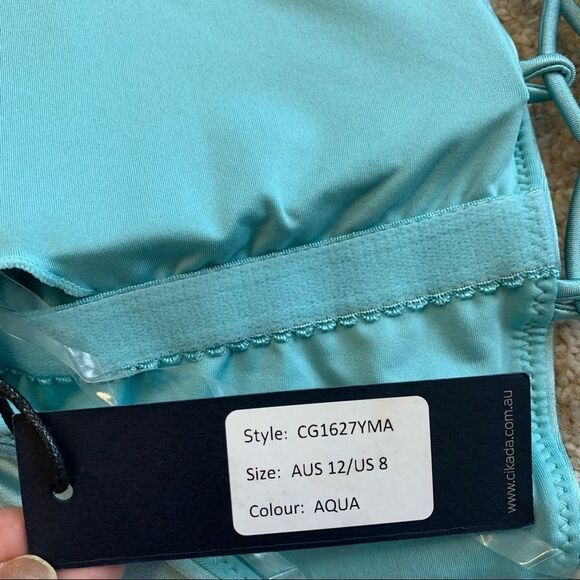 Style: CG1627YMA
Size: AUS 12/US 8
Colour: AQUA
www.cikada.com.au